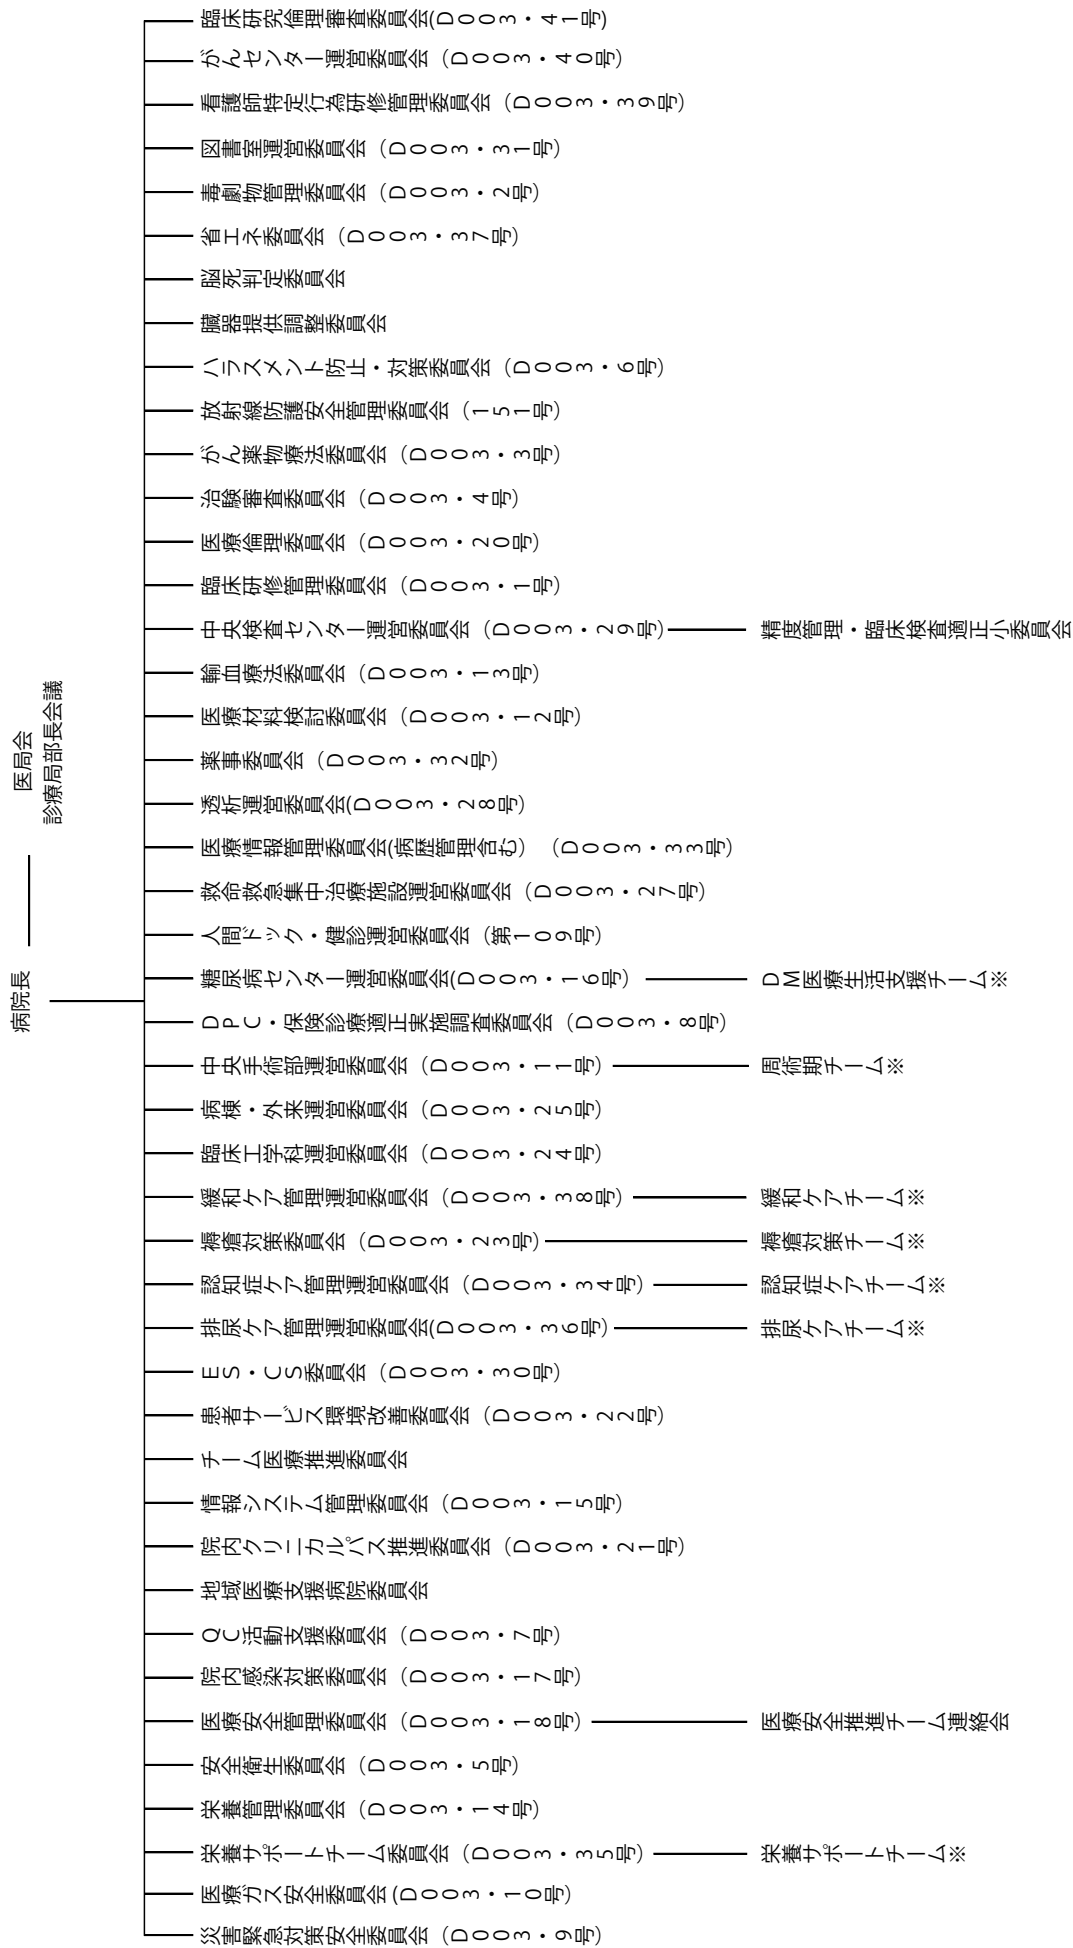 病院長
医局会
診療局部長会議
臨床研究倫理審査委員会(D003・41号)
がんセンター運営委員会（D003・40号）
看護師特定行為研修管理委員会（D003・39号）
図書室運営委員会（D003・31号）
毒劇物管理委員会（D003・2号）
省エネ委員会（D003・37号）
脳死判定委員会
臓器提供調整委員会
ハラスメント防止・対策委員会（D003・6号）
放射線防護安全管理委員会（151号）
がん薬物療法委員会（D003・3号）
治験審査委員会（D003・4号）
医療倫理委員会（D003・20号）
臨床研修管理委員会（D003・1号）
中央検査センター運営委員会（D003・29号）
精度管理・臨床検査適正小委員会
輸血療法委員会（D003・13号）
医療材料検討委員会（D003・12号）
薬事委員会（D003・32号）
透析運営委員会(D003・28号）
医療情報管理委員会(病歴管理含む）（D003・33号）
救命救急集中治療施設運営委員会（D003・27号）
人間ドック・健診運営委員会（第109号）
糖尿病センター運営委員会(D003・16号）
DM医療生活支援チーム※
DPC・保険診療適正実施調査委員会（D003・8号）
中央手術部運営委員会（D003・11号）
周術期チーム※
病棟・外来運営委員会（D003・25号）
臨床工学科運営委員会（D003・24号）
緩和ケア管理運営委員会（D003・38号）
緩和ケアチーム※
褥瘡対策委員会（D003・23号）
褥瘡対策チーム※
認知症ケア管理運営委員会（D003・34号）
認知症ケアチーム※
排尿ケア管理運営委員会(D003・36号）
排尿ケアチーム※
ES・CS委員会（D003・30号）
患者サービス環境改善委員会（D003・22号）
チーム医療推進委員会
情報システム管理委員会（D003・15号）
院内クリニカルパス推進委員会（D003・21号）
地域医療支援病院委員会
QC活動支援委員会（D003・7号）
院内感染対策委員会（D003・17号）
医療安全管理委員会（D003・18号）
医療安全推進チーム連絡会
安全衛生委員会（D003・5号）
栄養管理委員会（D003・14号）
栄養サポートチーム委員会（D003・35号）
栄養サポートチーム※
医療ガス安全委員会(D003・10号）
災害緊急対策安全委員会（D003・9号）